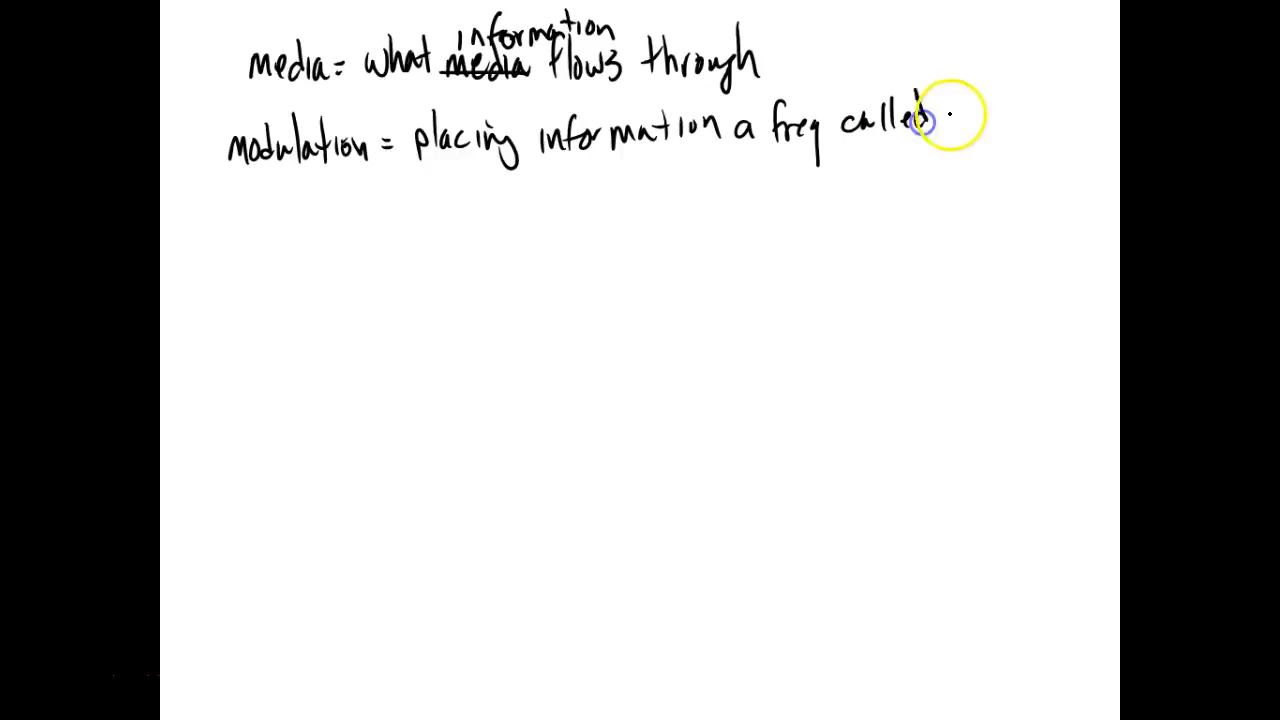 media = what information media flows through
modulation = placing information a freq called